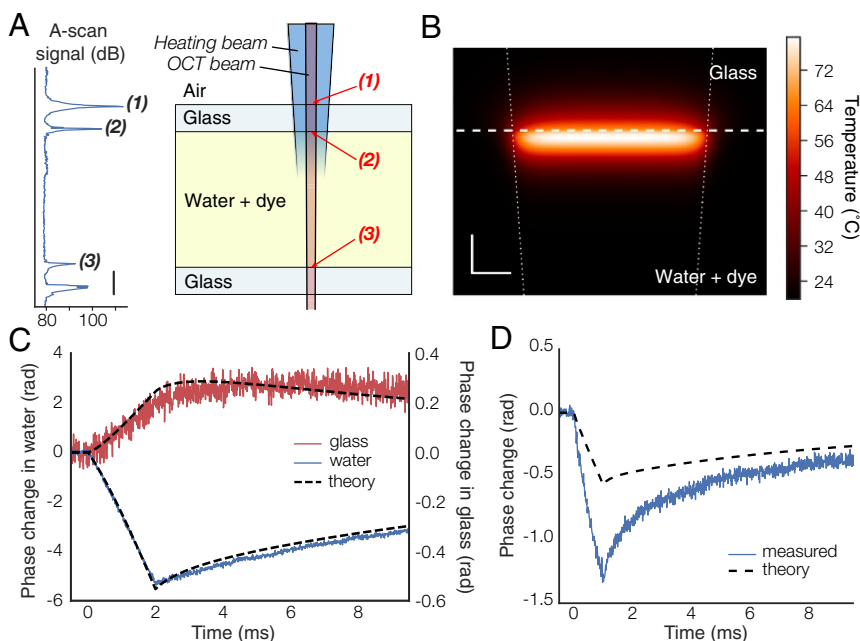 A
A-scan
signal (dB)
(1)
(2)
(3)
80
100
Heating beam
OCT beam
Air
(1)
Glass
(2)
Water + dye
(3)
Glass
B
Glass
Water + dye
72
64
56
48
40
32
24
Temperature (˚C)
C
Phase change in water (rad)
4
2
0
-2
-4
-6
0.4
0.2
0.0
-0.2
-0.4
-0.6
Phase change in glass (rad)
glass
water
theory
0
2
4
6
8
Time (ms)
D
Phase change (rad)
0.5
0.0
-0.5
-1.0
-1.5
measured
theory
0
2
4
6
8
Time (ms)